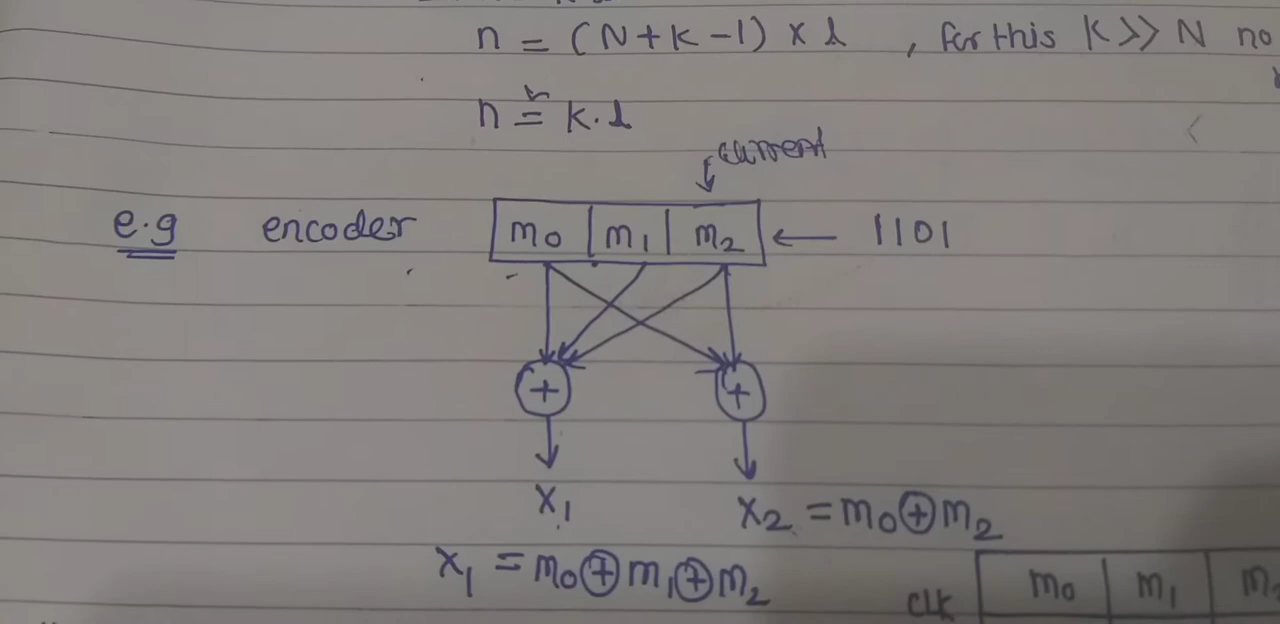 n = (N+K-1) × l , for this K >> N no
n ≅ K.l
current
e.g encoder m₀ m₁ m₂ ← 1101
+ +
x₁
x₂ = m₀⊕m₂
x₁ = m₀⊕m₁⊕m₂
clk m₀ m₁ m